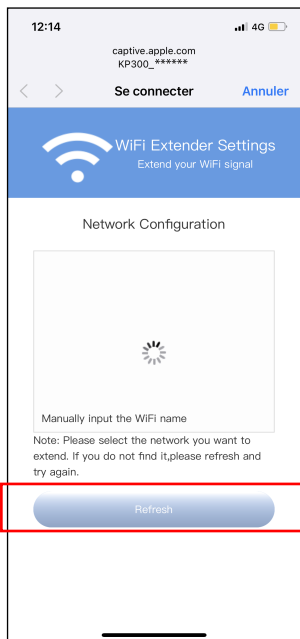 12:14
4G
captive.apple.com
KP300_******
Se connecter
Annuler
WiFi Extender Settings
Extend your WiFi signal
Network Configuration
Manually input the WiFi name
Note: Please select the network you want to
extend. If you do not find it,please refresh and
try again.
Refresh